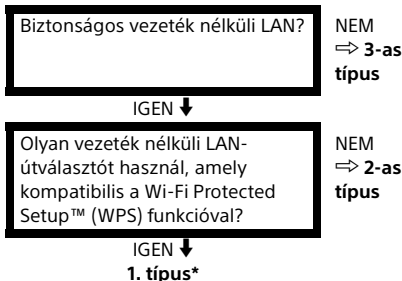 Biztonságos vezeték nélküli LAN?
NEM
⇨ 3-as
típus
IGEN ⬇
Olyan vezeték nélküli LAN-
útválasztót használ, amely
kompatibilis a Wi-Fi Protected
Setup™ (WPS) funkcióval?
NEM
⇨ 2-as
típus
IGEN ⬇
1. típus*